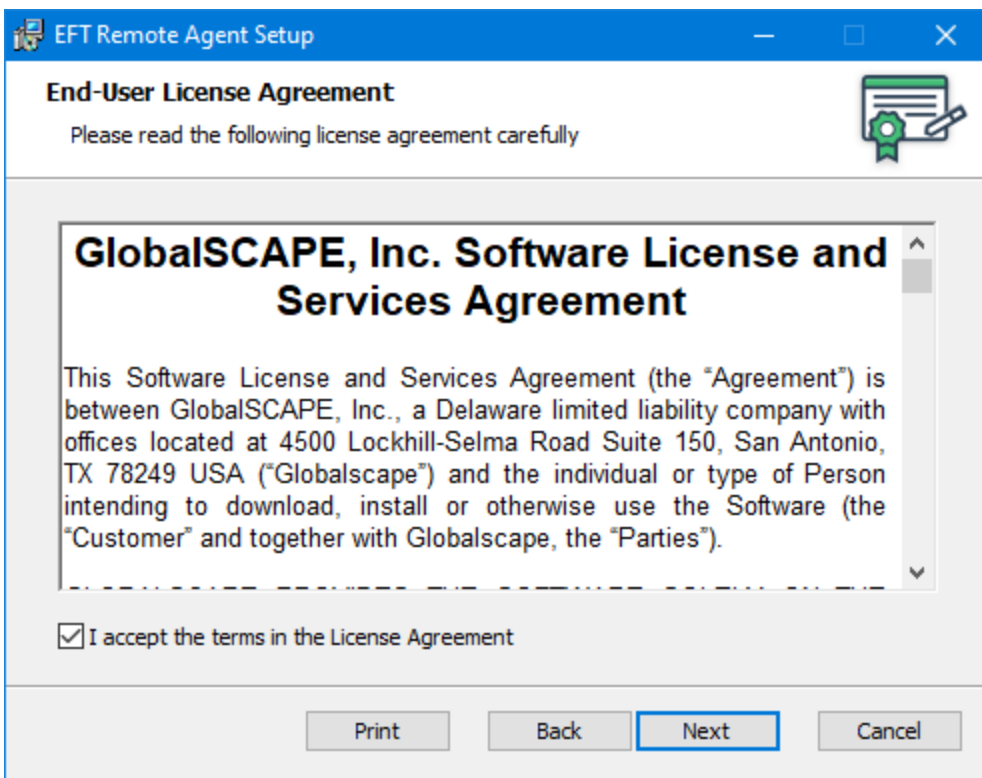 EFT Remote Agent Setup
End-User License Agreement
Please read the following license agreement carefully
GlobalSCAPE, Inc. Software License and
Services Agreement
This Software License and Services Agreement (the “Agreement”) is
between GlobalSCAPE, Inc., a Delaware limited liability company with
offices located at 4500 Lockhill-Selma Road Suite 150, San Antonio,
TX 78249 USA (“Globalscape”) and the individual or type of Person
intending to download, install or otherwise use the Software (the
“Customer” and together with Globalscape, the “Parties”).
I accept the terms in the License Agreement
Print Back Next Cancel